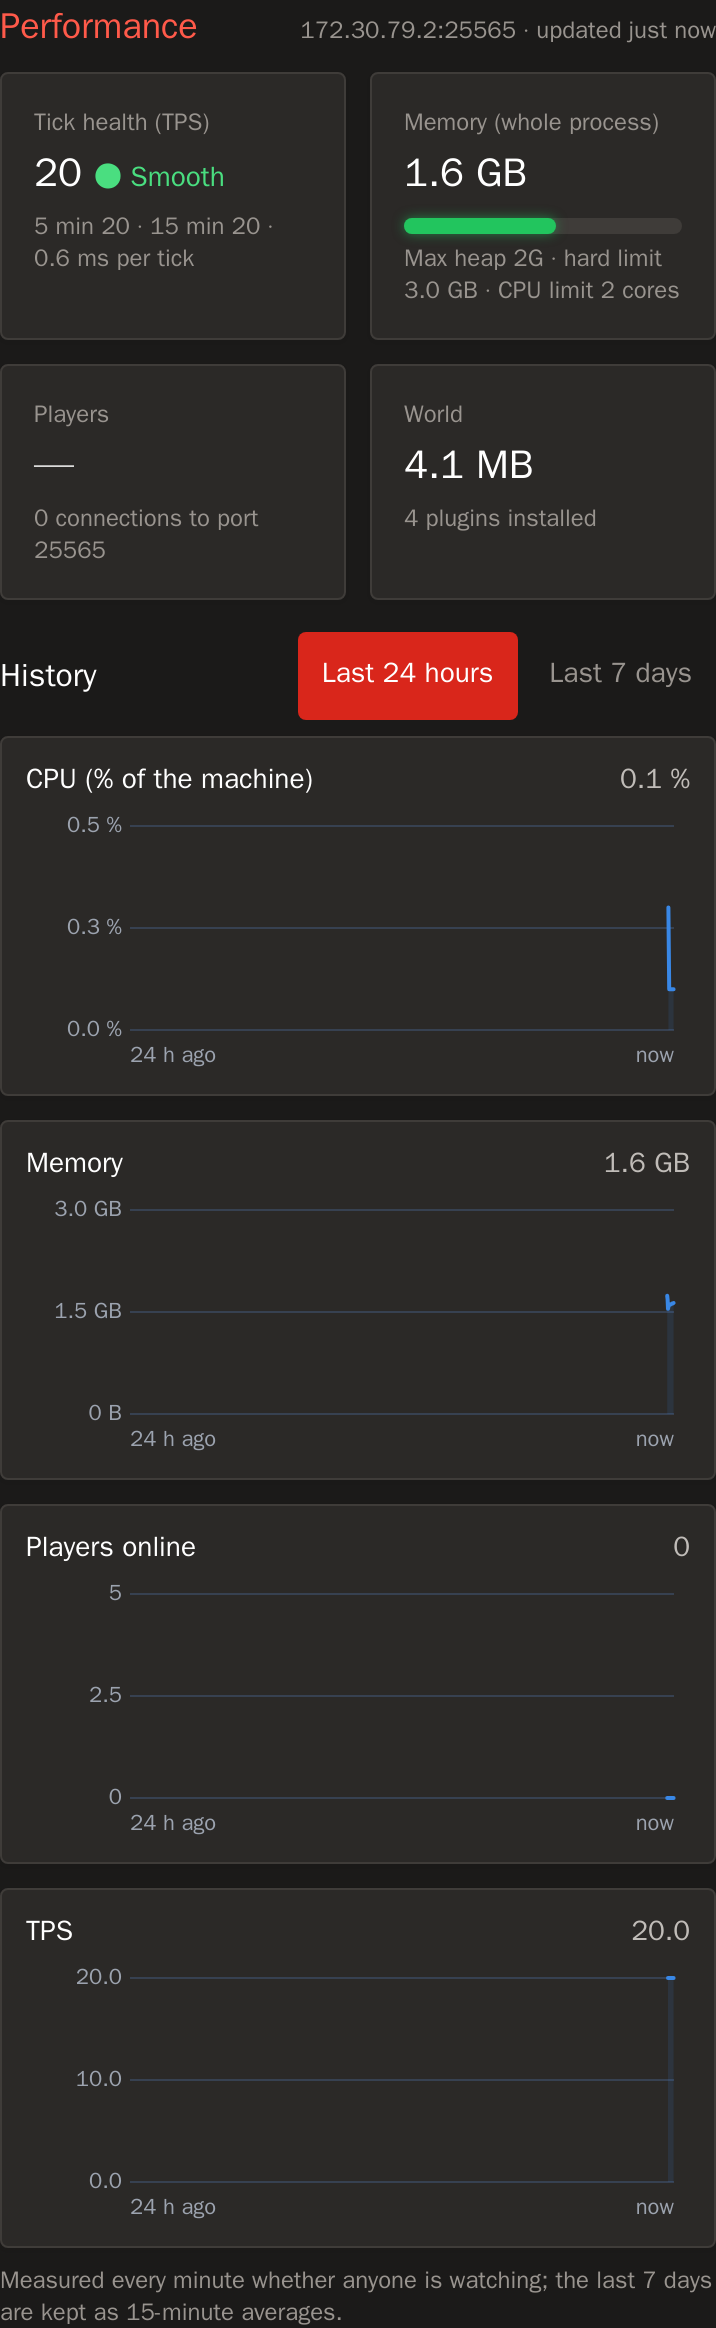 Performance
172.30.79.2:25565 · updated just now
Tick health (TPS)
20 Smooth
5 min 20 · 15 min 20 ·
0.6 ms per tick
Memory (whole process)
1.6 GB
Max heap 2G · hard limit
3.0 GB · CPU limit 2 cores
Players
—
0 connections to port
25565
World
4.1 MB
4 plugins installed
History
Last 24 hours
Last 7 days
CPU (% of the machine)
0.1 %
0.5 %
0.3 %
0.0 %
24 h ago
now
Memory
1.6 GB
3.0 GB
1.5 GB
0 B
24 h ago
now
Players online
0
5
2.5
0
24 h ago
now
TPS
20.0
20.0
10.0
0.0
24 h ago
now
Measured every minute whether anyone is watching; the last 7 days
are kept as 15-minute averages.